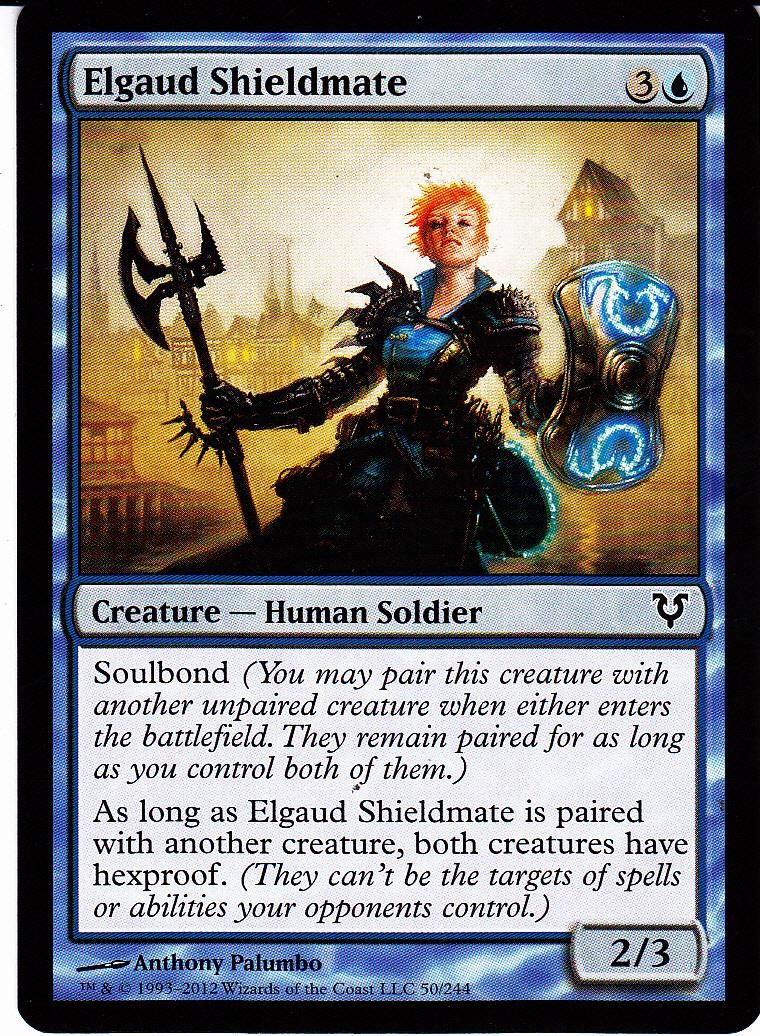 Elgaud Shieldmate 3
Creature — Human Soldier
Soulbond (You may pair this creature with
another unpaired creature when either enters
the battlefield. They remain paired for as long
as you control both of them.)
As long as Elgaud Shieldmate is paired
with another creature, both creatures have
hexproof. (They can't be the targets of spells
or abilities your opponents control.)
2/3
Anthony Palumbo
™ & © 1993–2012 Wizards of the Coast LLC 50/244